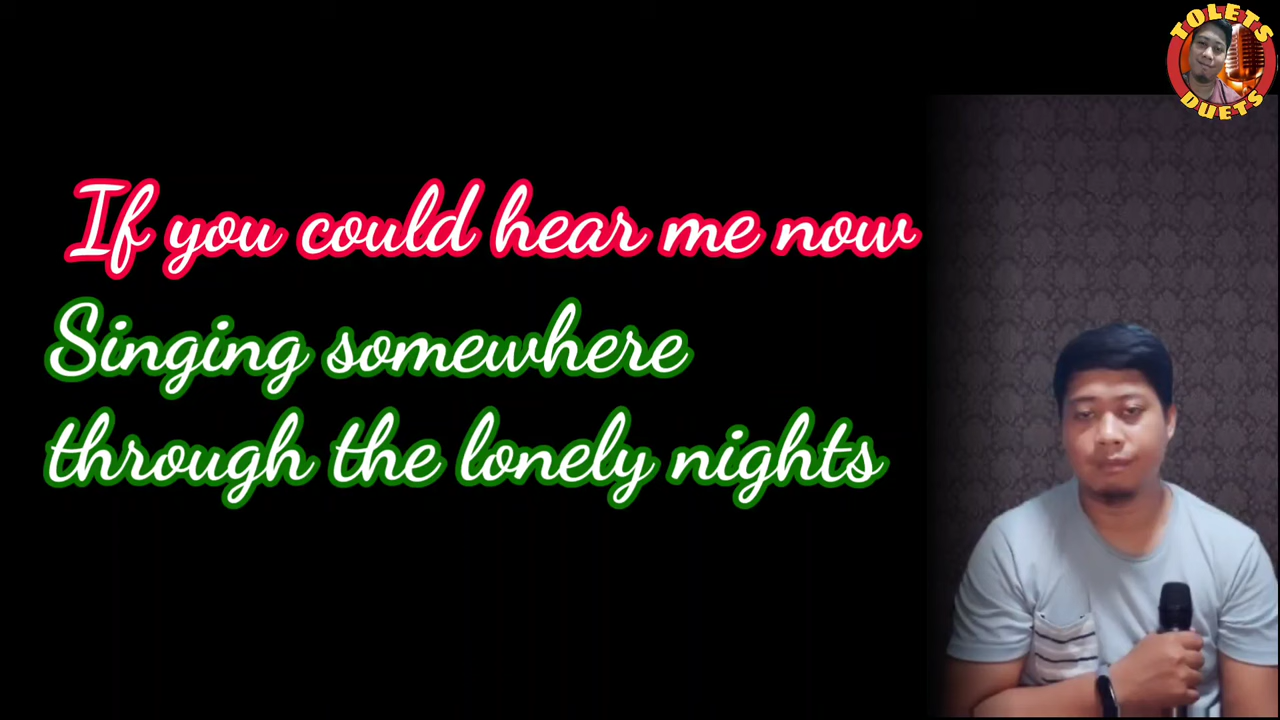 TOLETS
DUETS
If you could hear me now
Singing somewhere
through the lonely nights